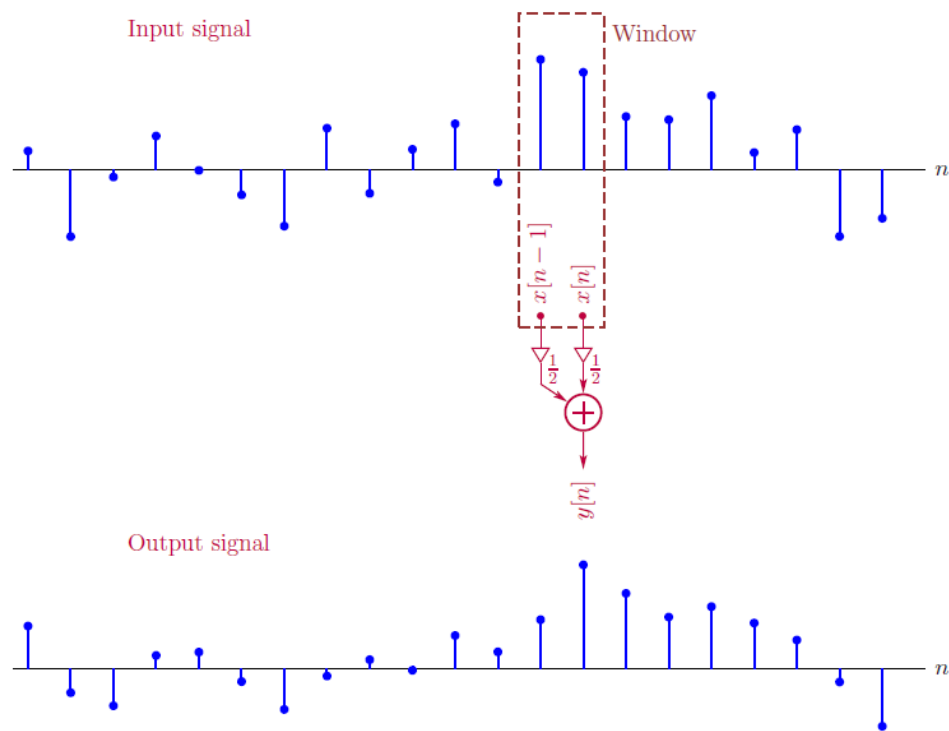 Input signal
Window
n
x[n − 1]
x[n]
1/2
1/2
y[n]
Output signal
n